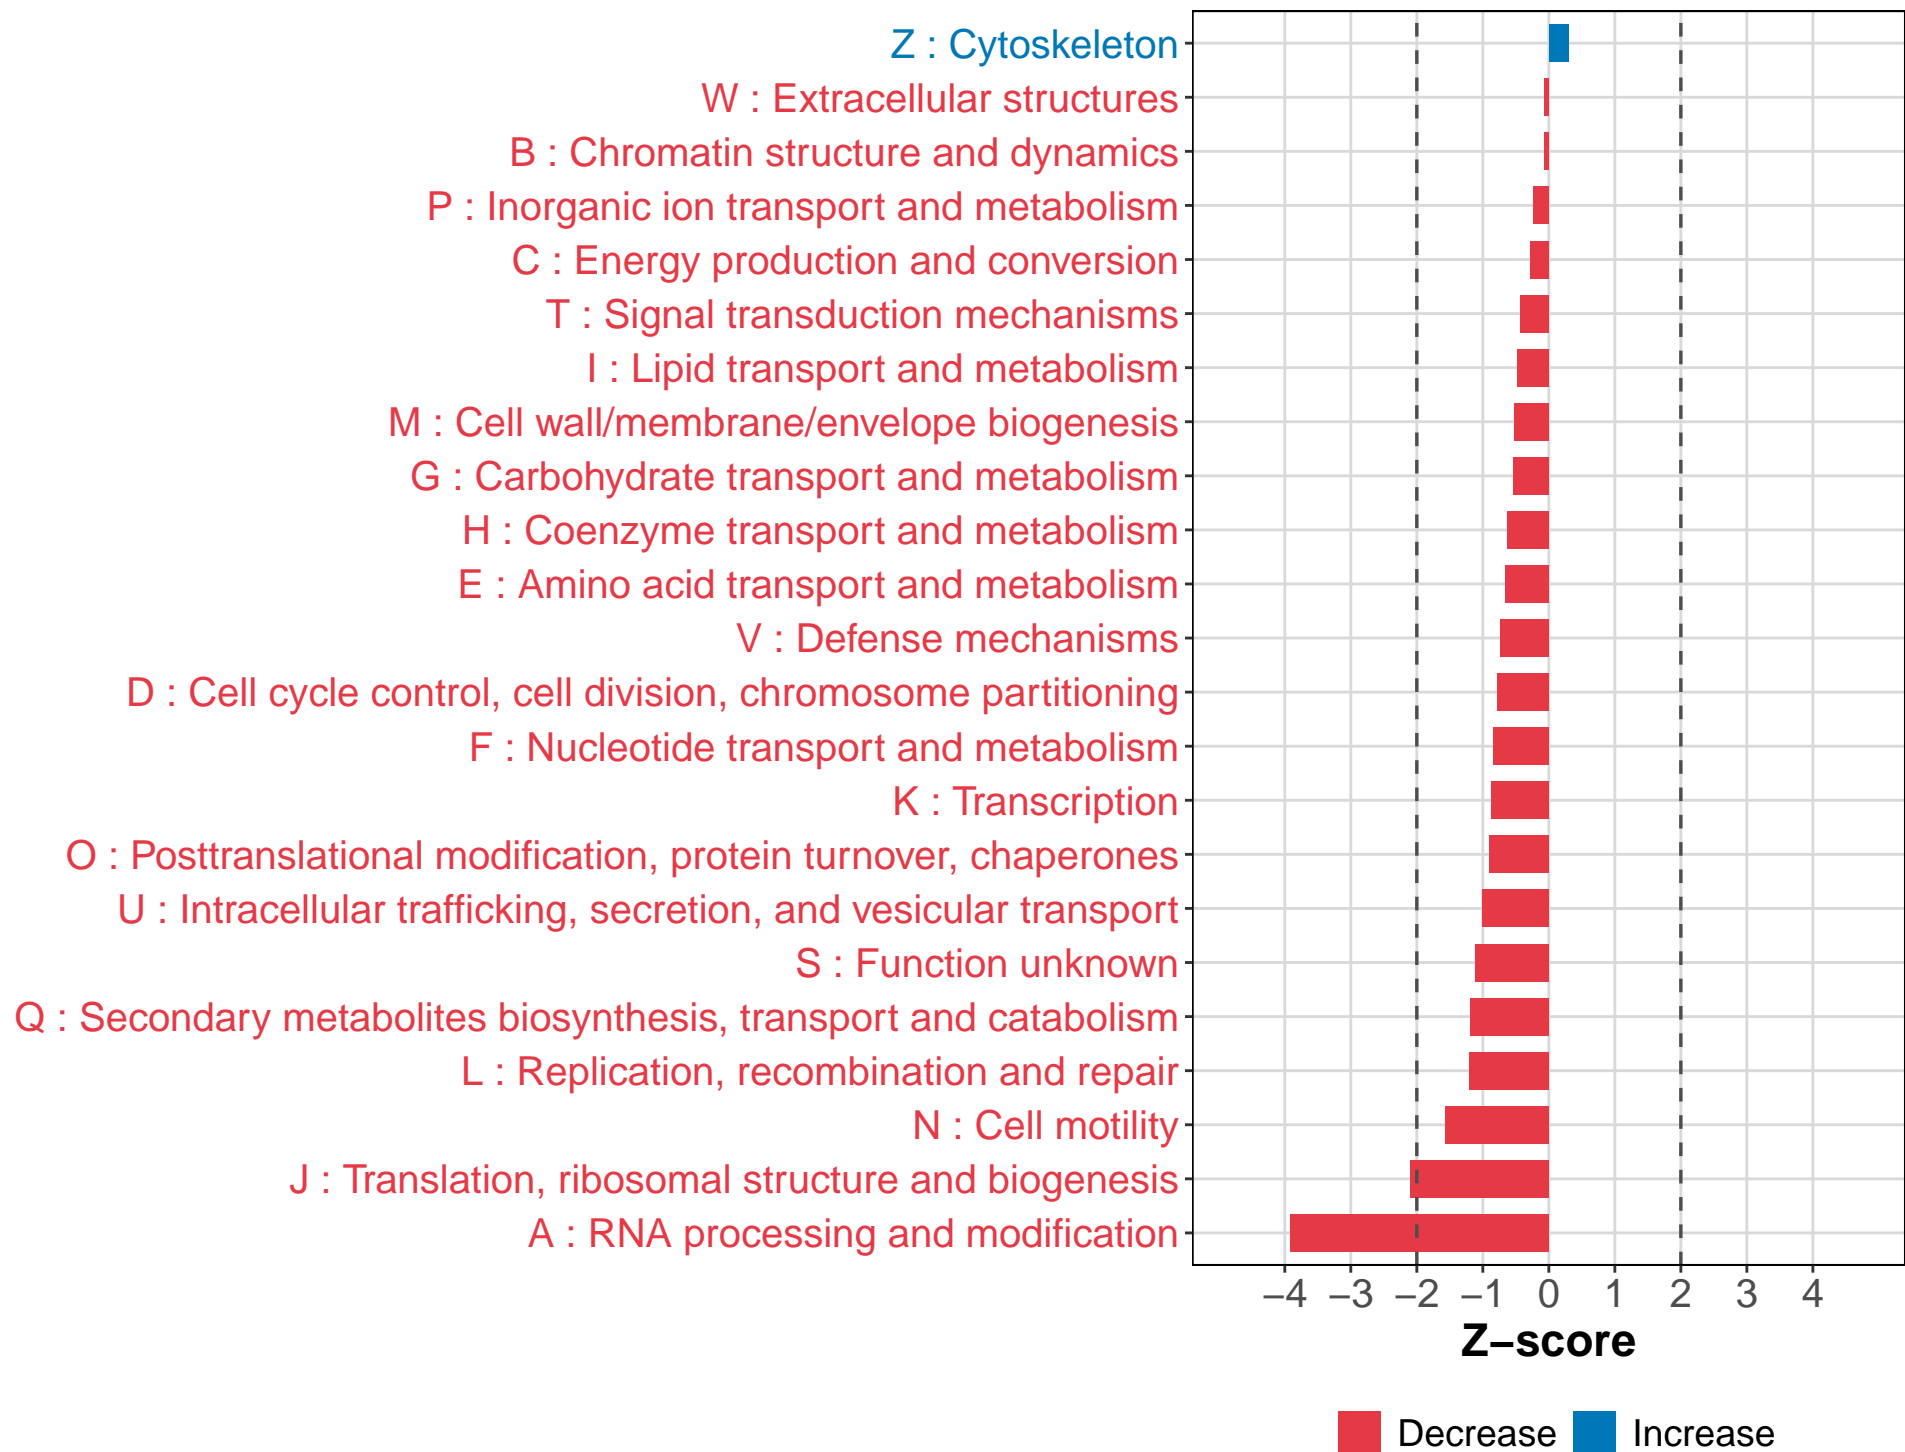 Z : Cytoskeleton
W : Extracellular structures
B : Chromatin structure and dynamics
P : Inorganic ion transport and metabolism
C : Energy production and conversion
T : Signal transduction mechanisms
I : Lipid transport and metabolism
M : Cell wall/membrane/envelope biogenesis
G : Carbohydrate transport and metabolism
H : Coenzyme transport and metabolism
E : Amino acid transport and metabolism
V : Defense mechanisms
D : Cell cycle control, cell division, chromosome partitioning
F : Nucleotide transport and metabolism
K : Transcription
O : Posttranslational modification, protein turnover, chaperones
U : Intracellular trafficking, secretion, and vesicular transport
S : Function unknown
Q : Secondary metabolites biosynthesis, transport and catabolism
L : Replication, recombination and repair
N : Cell motility
J : Translation, ribosomal structure and biogenesis
A : RNA processing and modification
−4 −3 −2 −1 0 1 2 3 4
Z−score
Decrease Increase